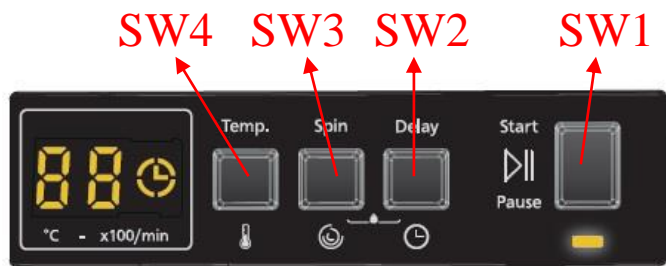 SW4 SW3 SW2 SW1
Temp. Spin Delay Start
88
Pause
°C - x100/min